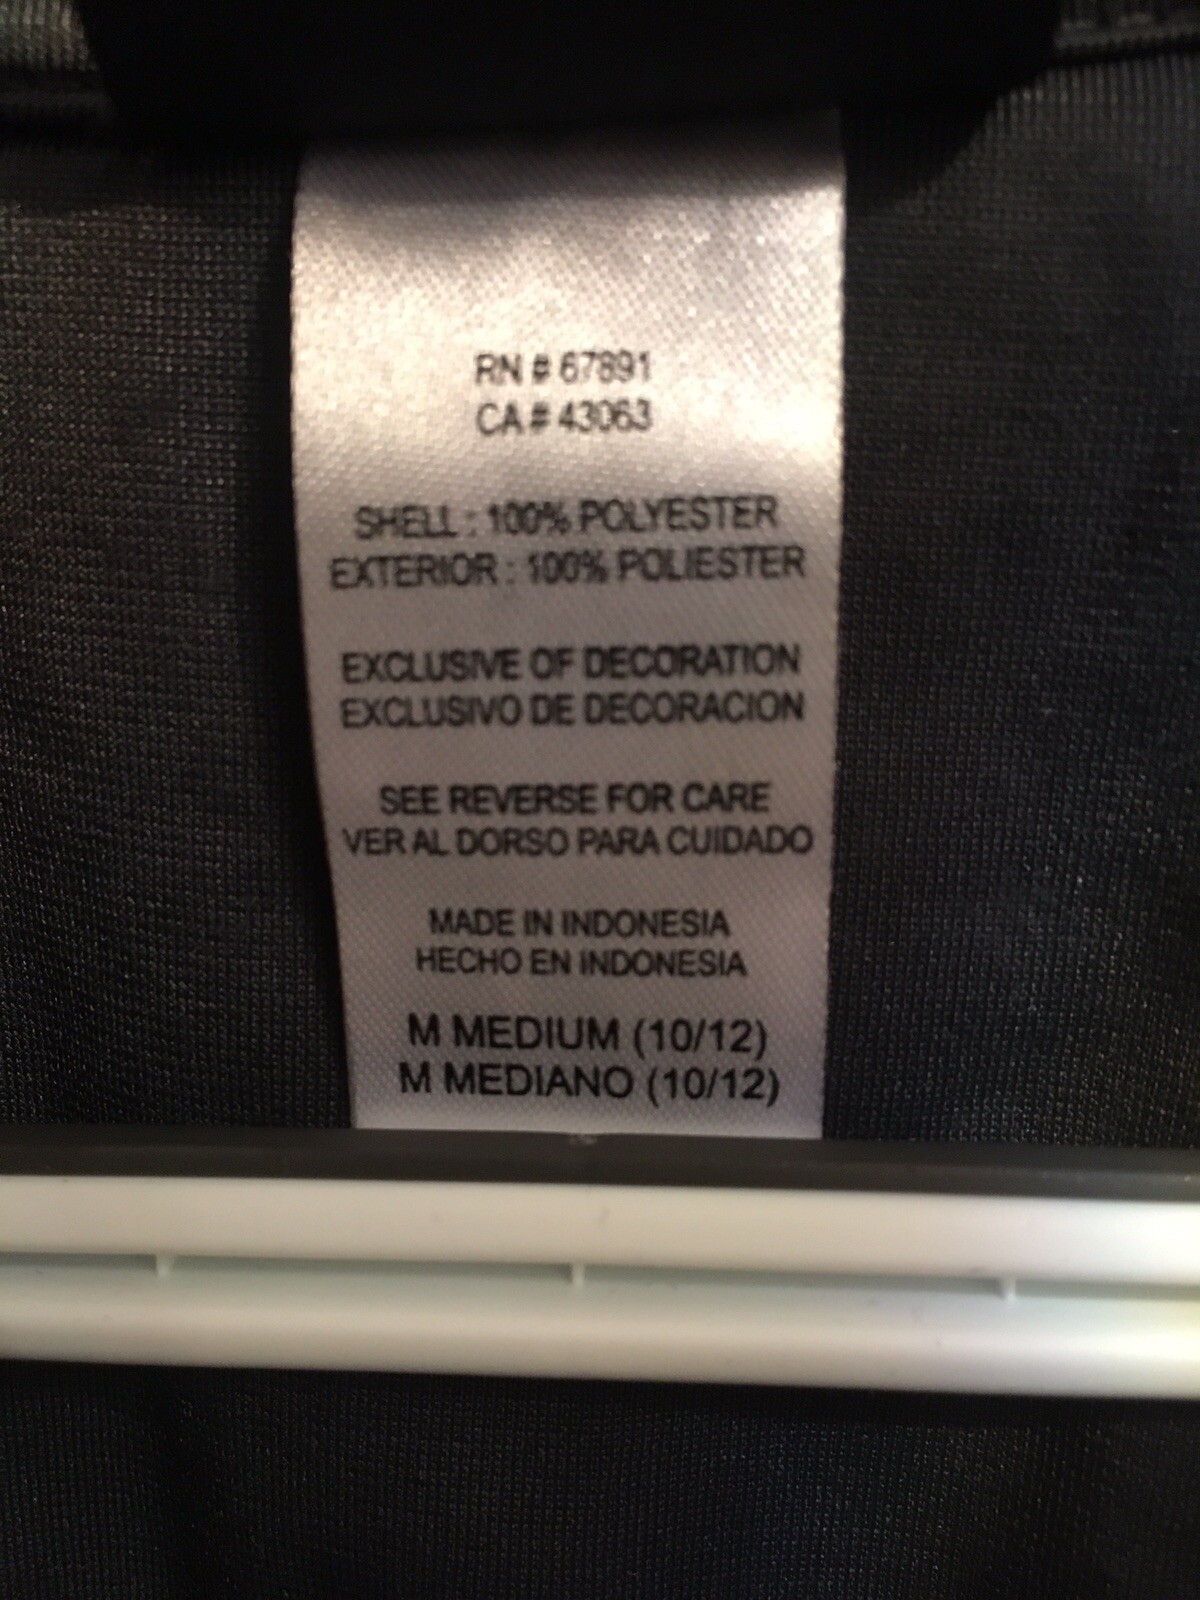 RN # 67891
CA # 43063
SHELL : 100% POLYESTER
EXTERIOR : 100% POLIESTER
EXCLUSIVE OF DECORATION
EXCLUSIVO DE DECORACION
SEE REVERSE FOR CARE
VER AL DORSO PARA CUIDADO
MADE IN INDONESIA
HECHO EN INDONESIA
M MEDIUM (10/12)
M MEDIANO (10/12)